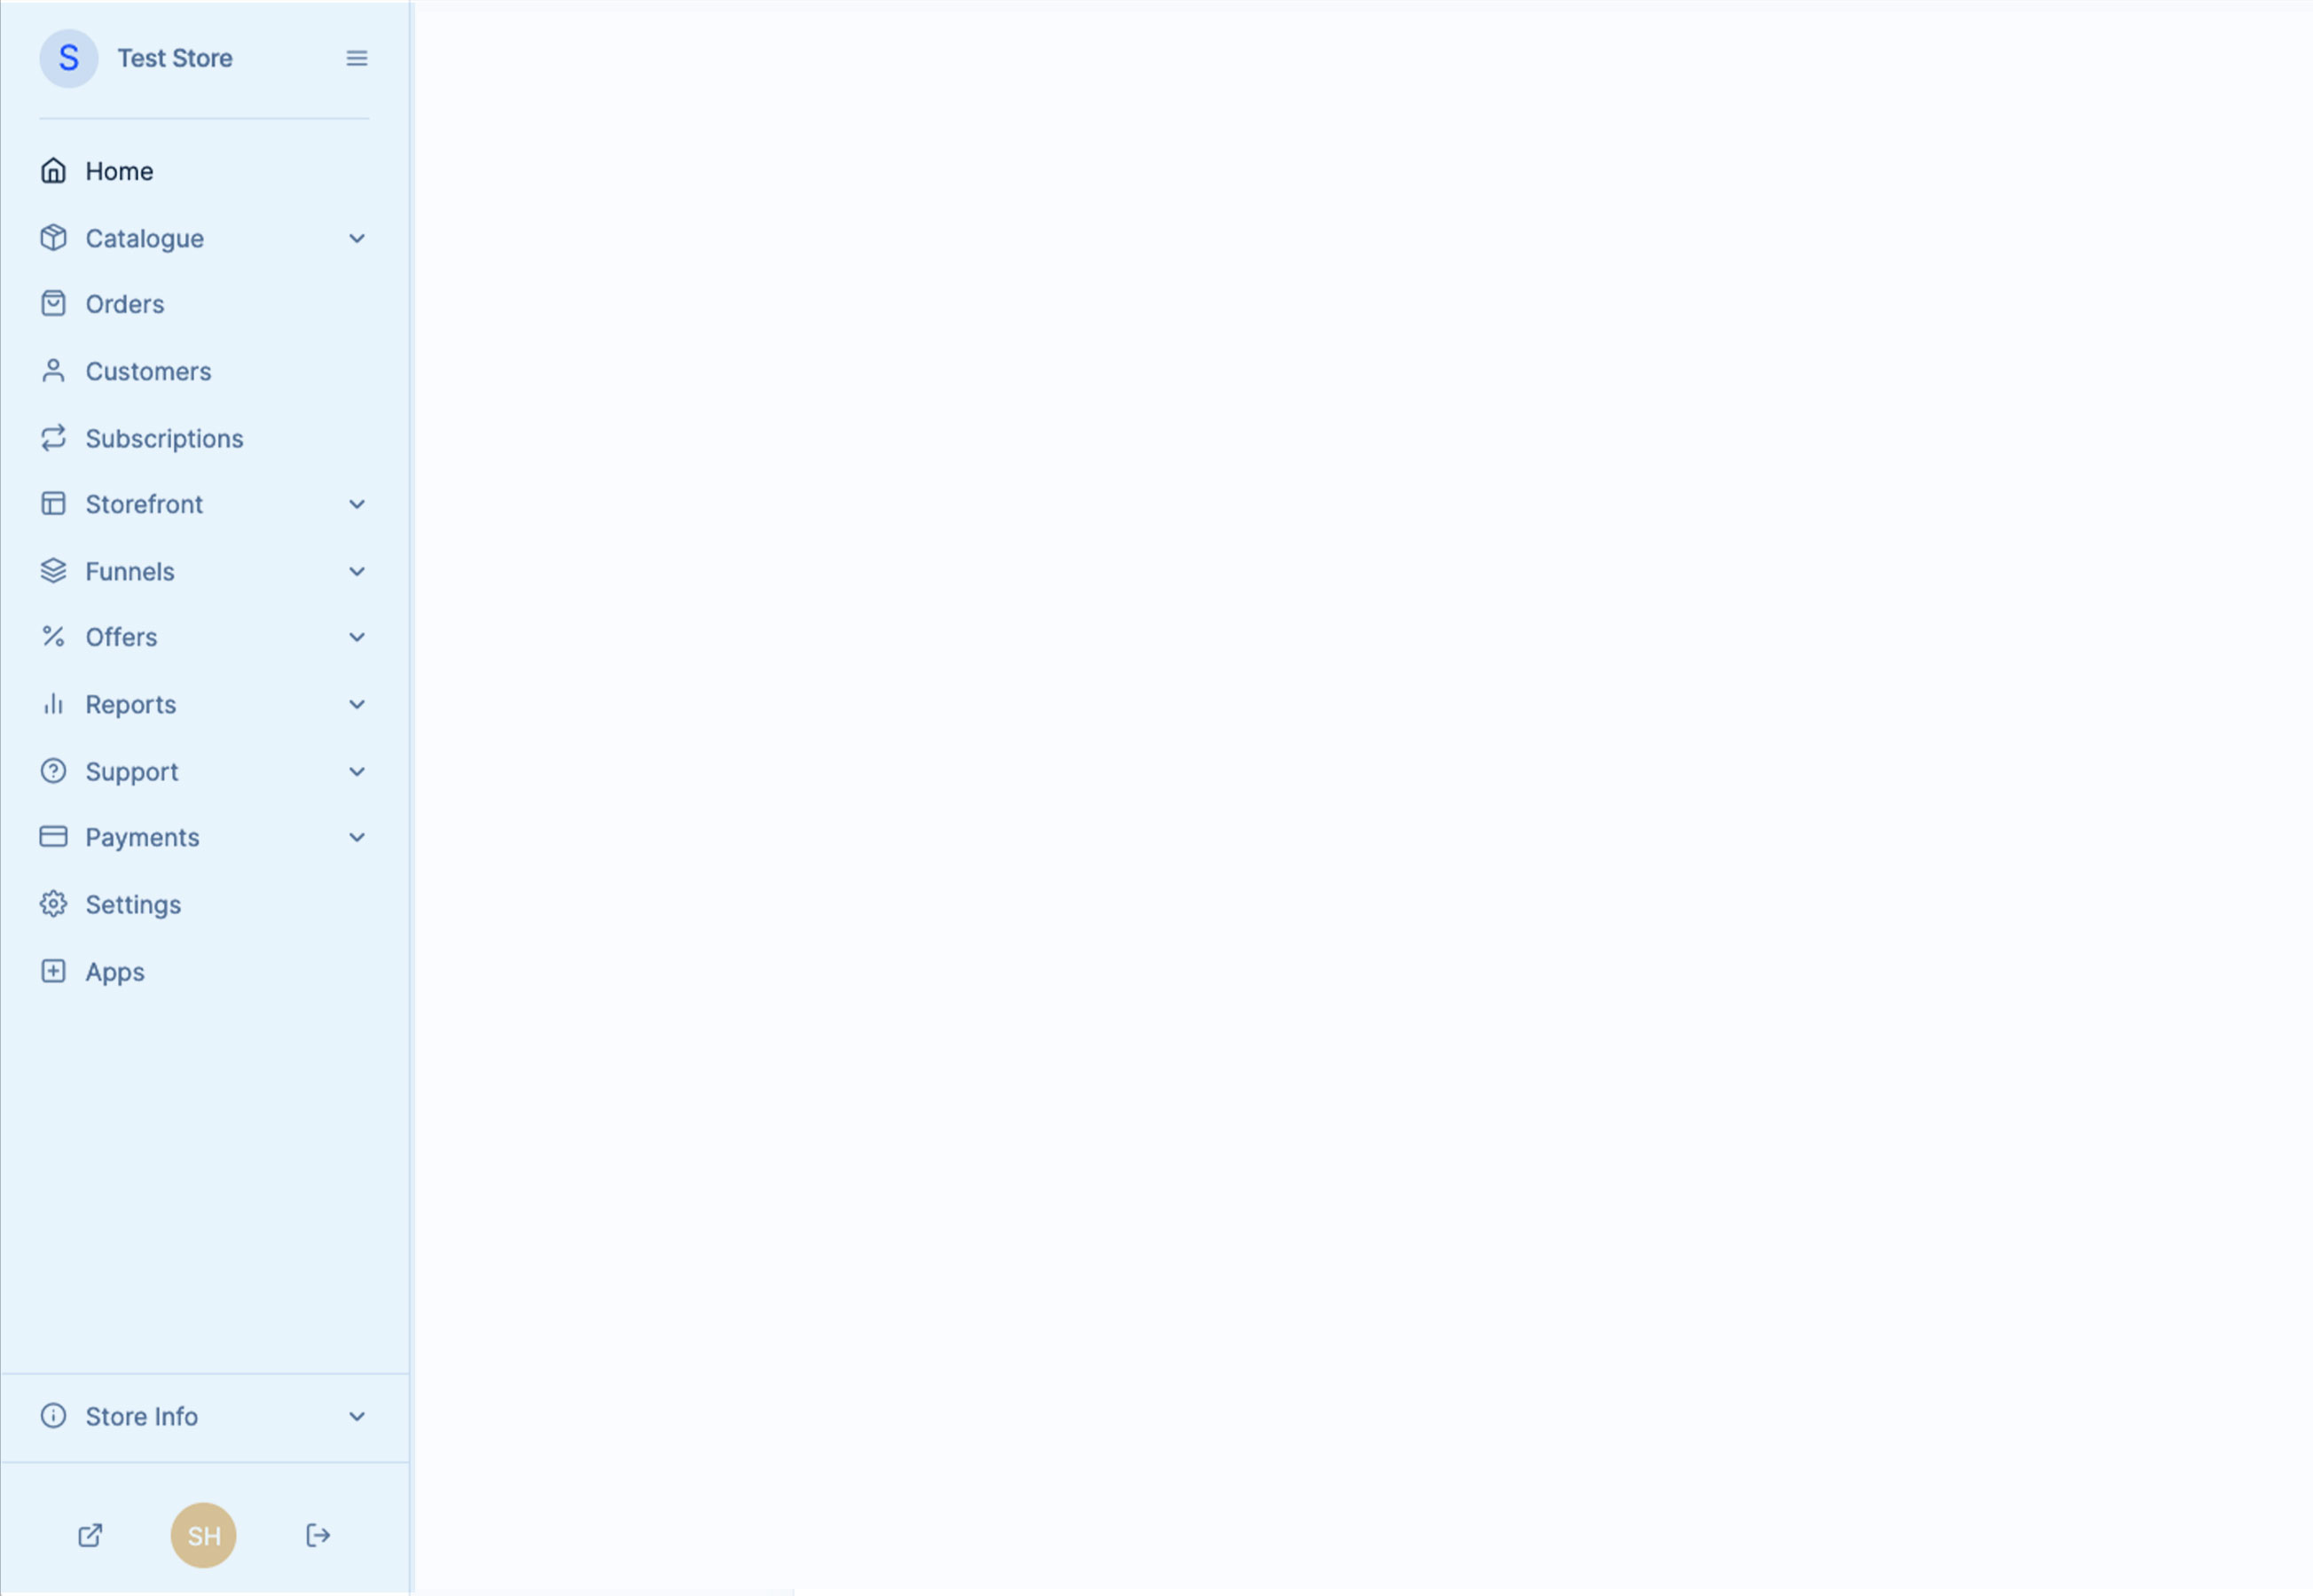 S Test Store
Home
Catalogue
Orders
Customers
Subscriptions
Storefront
Funnels
Offers
Reports
Support
Payments
Settings
Apps
Store Info
SH